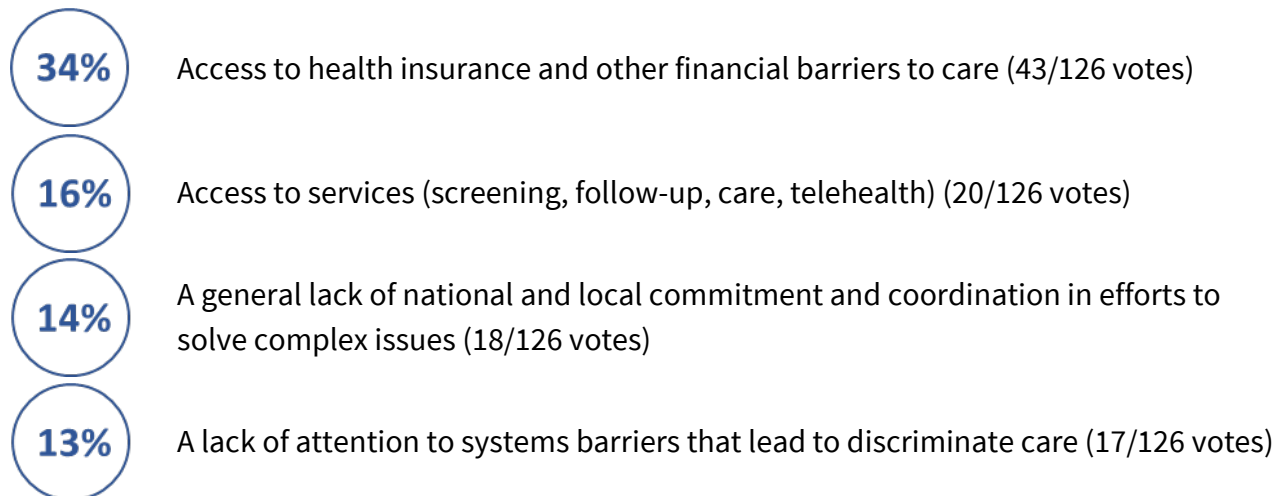 34%
Access to health insurance and other financial barriers to care (43/126 votes)
16%
Access to services (screening, follow-up, care, telehealth) (20/126 votes)
14%
A general lack of national and local commitment and coordination in efforts to
solve complex issues (18/126 votes)
13%
A lack of attention to systems barriers that lead to discriminate care (17/126 votes)